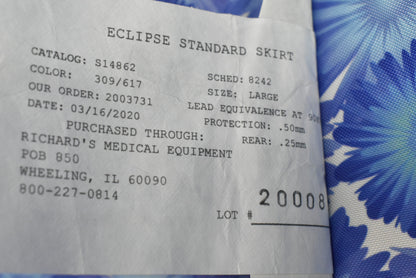 ECLIPSE STANDARD SKIRT
CATALOG: S14862
COLOR: 309/617 SCHED: 8242
OUR ORDER: 2003731 SIZE: LARGE
DATE: 03/16/2020 LEAD EQUIVALENCE AT
PROTECTION: .50mm
PURCHASED THROUGH: REAR: .25mm
RICHARD'S MEDICAL EQUIPMENT
POB 850
WHEELING, IL 60090
800-227-0814
LOT # 20008